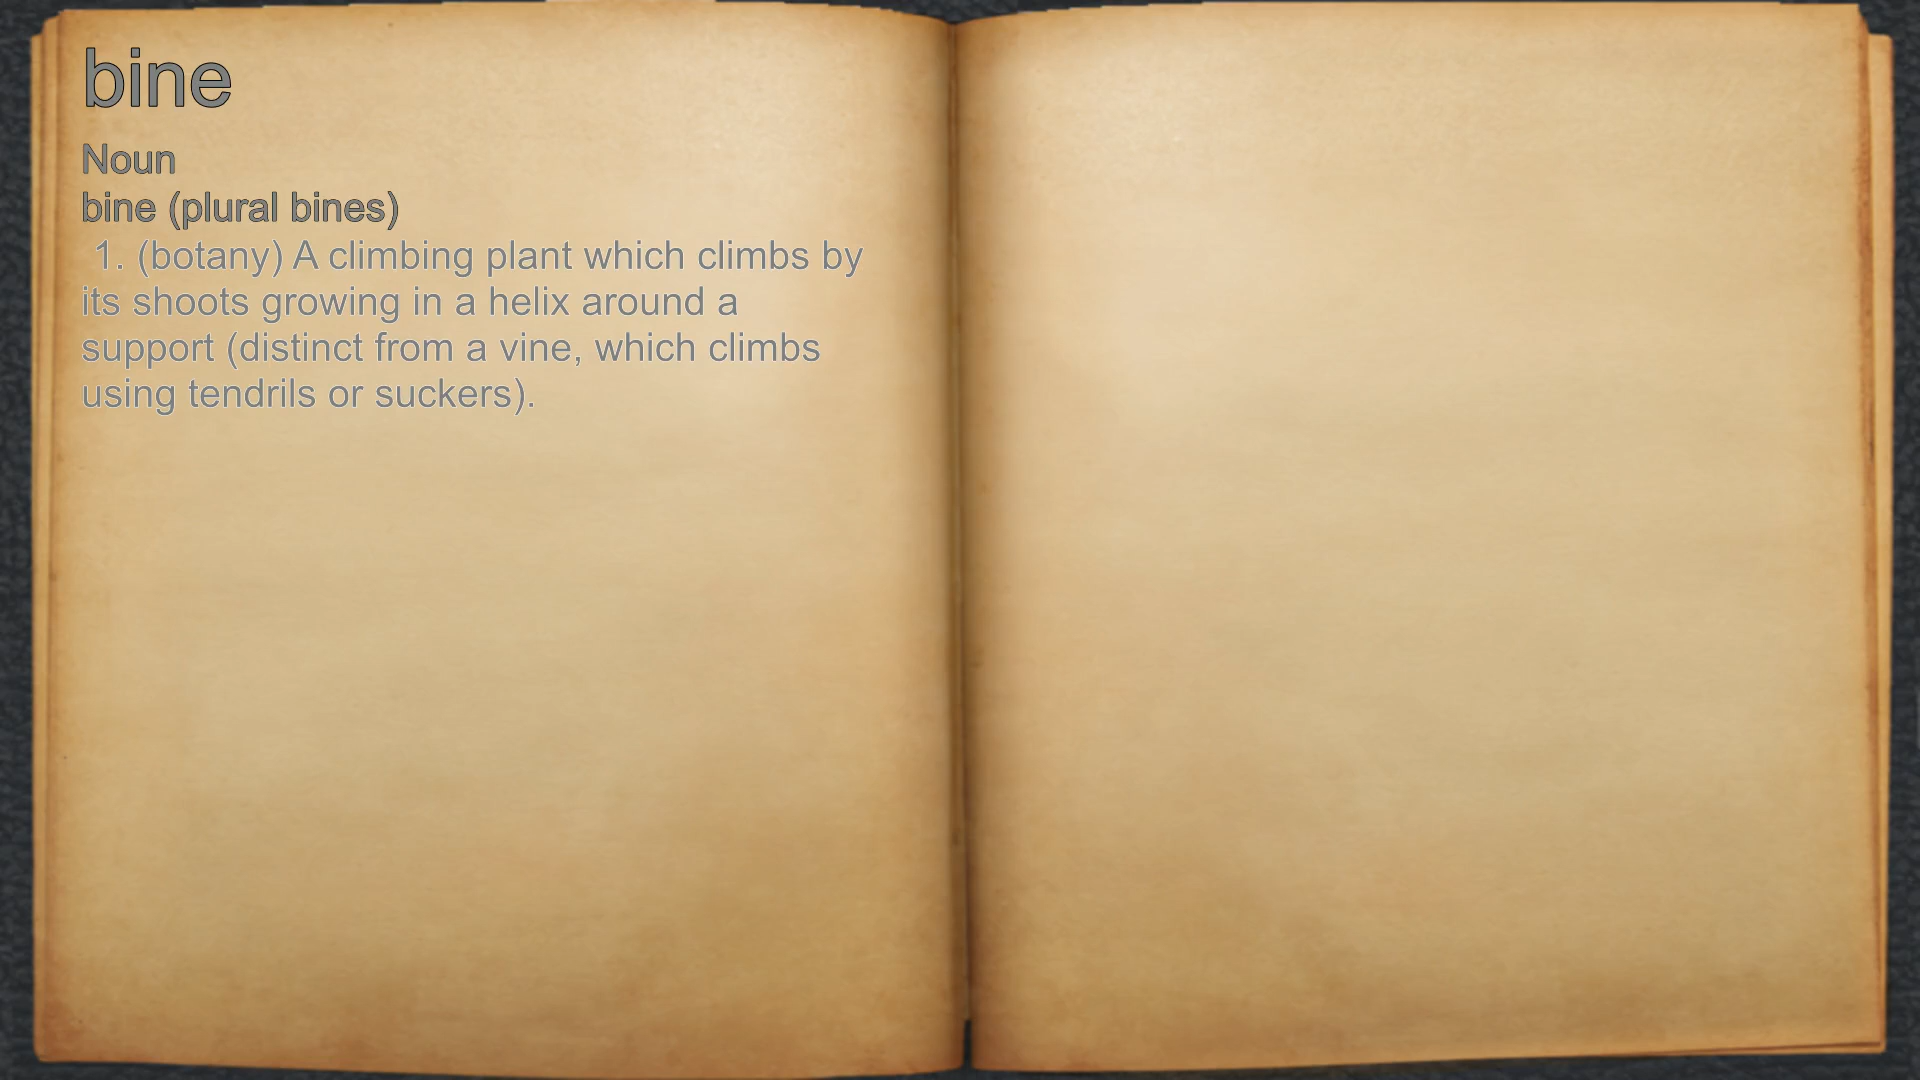 bine
Noun
bine (plural bines)
1. (botany) A climbing plant which climbs by
its shoots growing in a helix around a
support (distinct from a vine, which climbs
using tendrils or suckers).